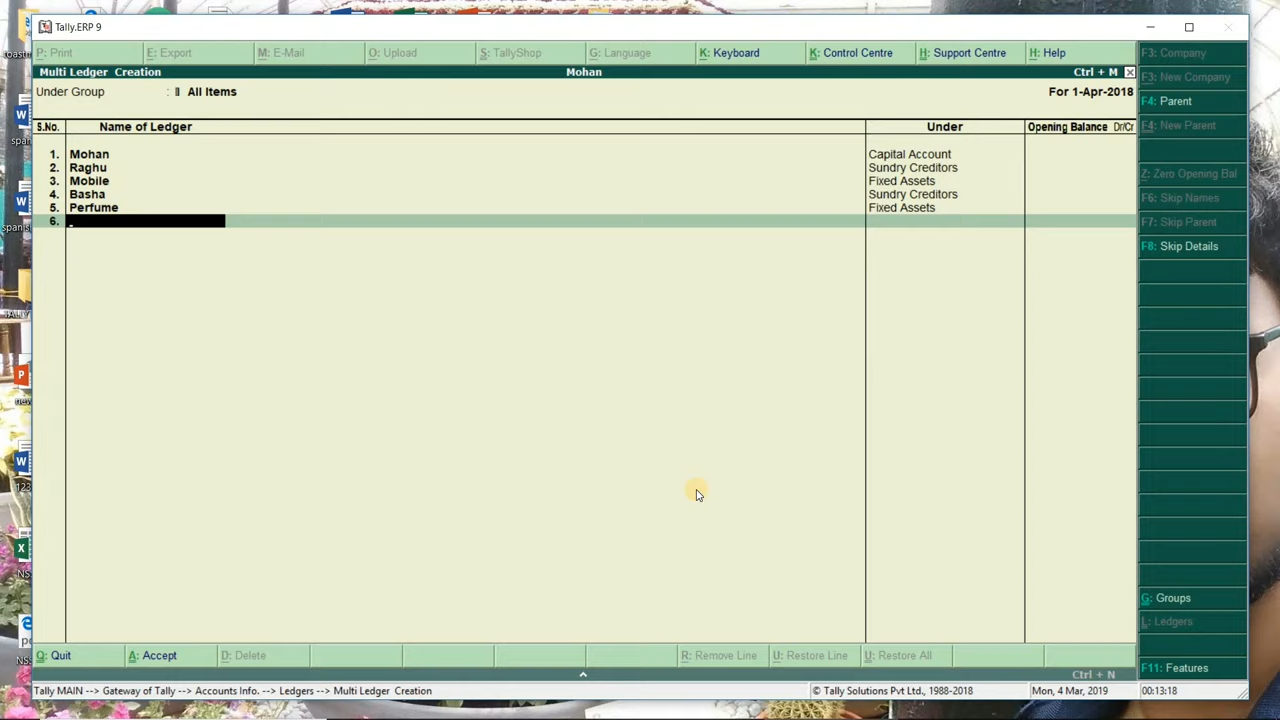 Tally.ERP 9
P: Print E: Export M: E-Mail O: Upload S: TallyShop G: Language K: Keyboard K: Control Centre H: Support Centre H: Help
Multi Ledger Creation Mohan Ctrl + M
Under Group : All Items For 1-Apr-2018
S.No. Name of Ledger Under Opening Balance Dr/Cr
1. Mohan Capital Account
2. Raghu Sundry Creditors
3. Mobile Fixed Assets
4. Basha Sundry Creditors
5. Perfume Fixed Assets
6.
F3: Company
F3: New Company
F4: Parent
F4: New Parent
Z: Zero Opening Bal
F6: Skip Names
F7: Skip Parent
F8: Skip Details
G: Groups
L: Ledgers
F11: Features
Q: Quit A: Accept D: Delete R: Remove Line U: Restore Line U: Restore All
Ctrl + N
Tally MAIN --> Gateway of Tally --> Accounts Info. --> Ledgers --> Multi Ledger Creation © Tally Solutions Pvt Ltd., 1988-2018 Mon, 4 Mar, 2019 00:13:18